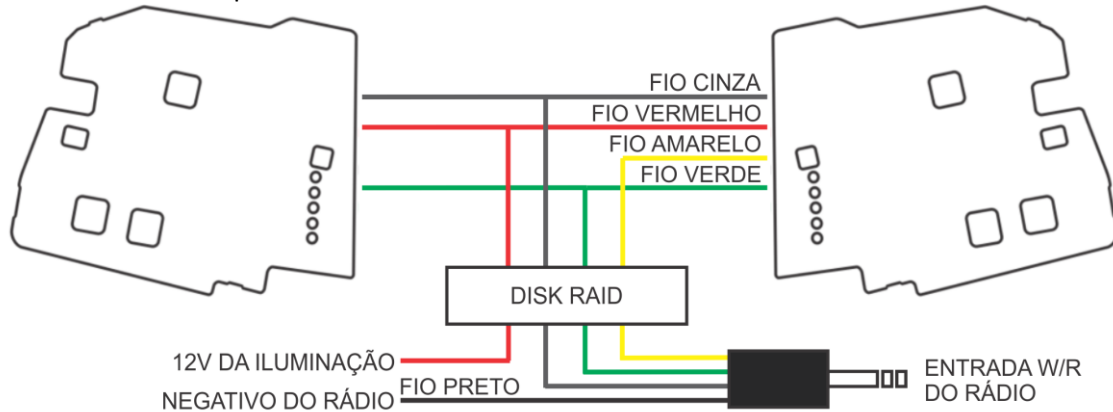 FIO CINZA
FIO VERMELHO
FIO AMARELO
FIO VERDE
DISK RAID
12V DA ILUMINAÇÃO
NEGATIVO DO RÁDIO
FIO PRETO
ENTRADA W/R
DO RÁDIO